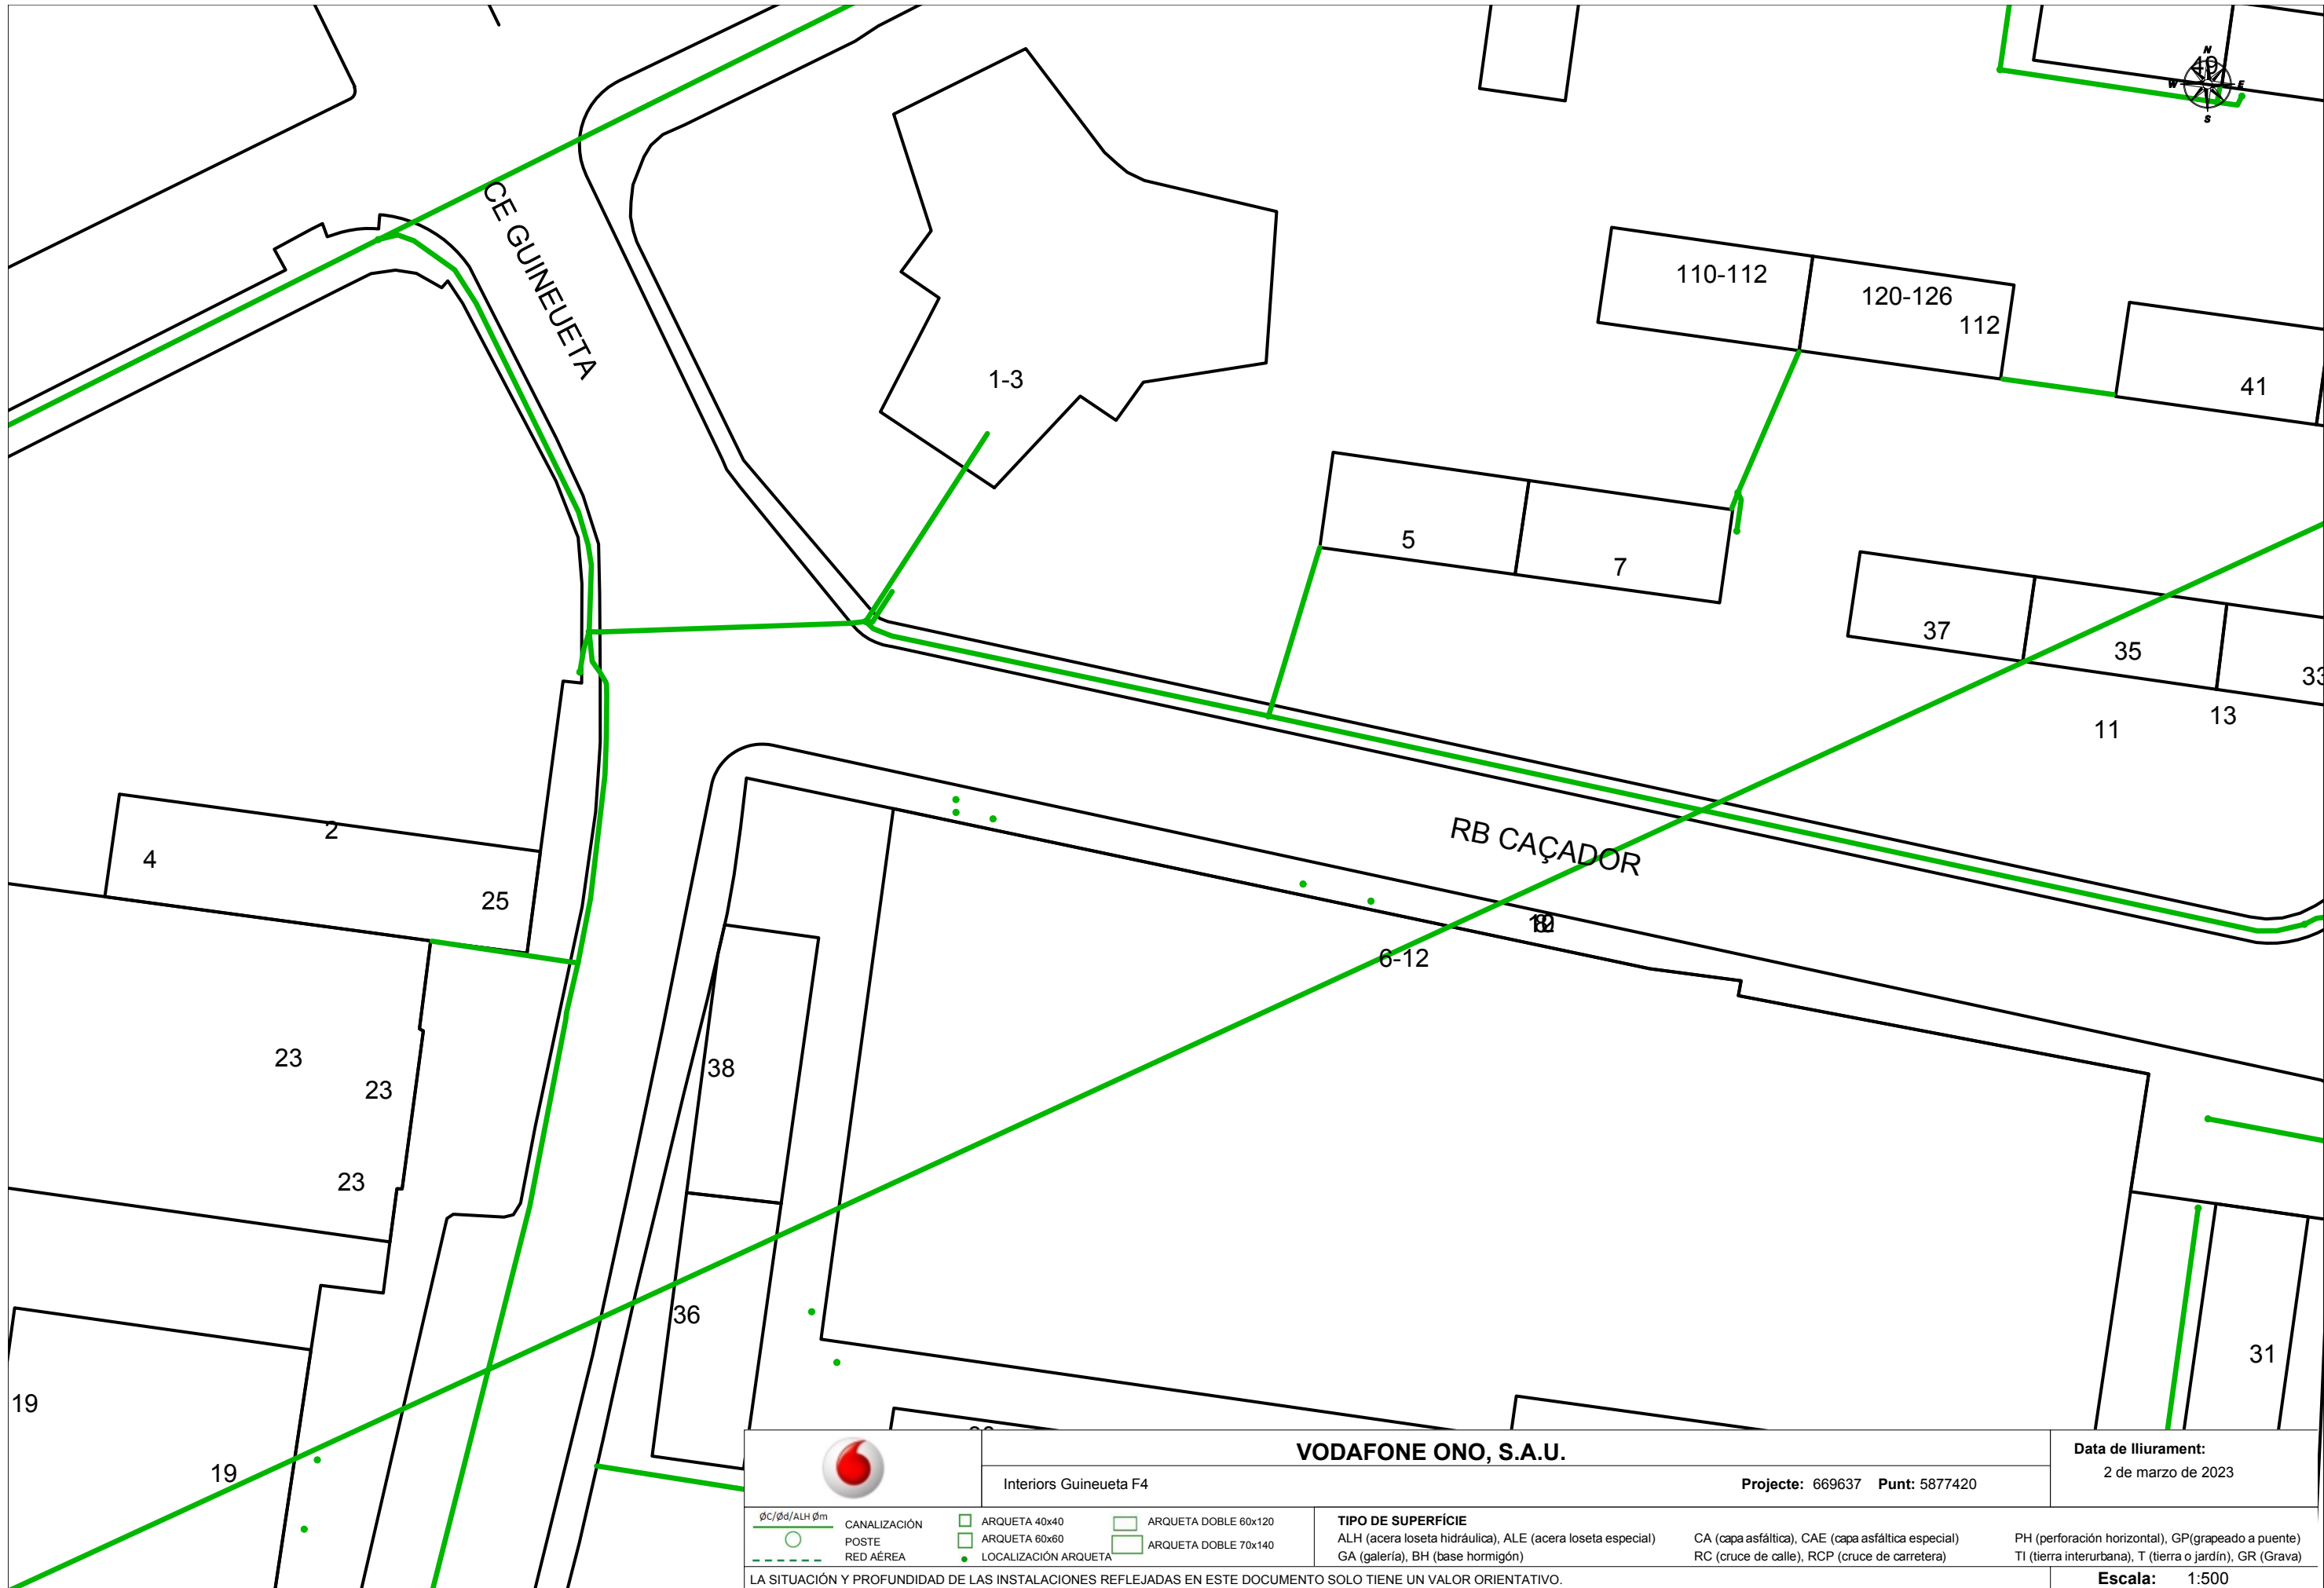 N
49
W E
S
CE GUINEUETA
110-112
120-126
112
1-3
41
5
7
37
35
33
13
11
2
4
25
RB CAÇADOR
6-12
23
38
23
23
36
31
19
19
VODAFONE ONO, S.A.U.
Data de lliurament:
2 de marzo de 2023
Interiors Guineueta F4
Projecte: 669637 Punt: 5877420
ØC/Ød/ALH Øm
CANALIZACIÓN
POSTE
RED AÉREA
ARQUETA 40x40
ARQUETA 60x60
LOCALIZACIÓN ARQUETA
ARQUETA DOBLE 60x120
ARQUETA DOBLE 70x140
TIPO DE SUPERFÍCIE
ALH (acera loseta hidráulica), ALE (acera loseta especial)
GA (galería), BH (base hormigón)
CA (capa asfáltica), CAE (capa asfáltica especial)
RC (cruce de calle), RCP (cruce de carretera)
PH (perforación horizontal), GP(grapeado a puente)
TI (tierra interurbana), T (tierra o jardín), GR (Grava)
LA SITUACIÓN Y PROFUNDIDAD DE LAS INSTALACIONES REFLEJADAS EN ESTE DOCUMENTO SOLO TIENE UN VALOR ORIENTATIVO.
Escala: 1:500